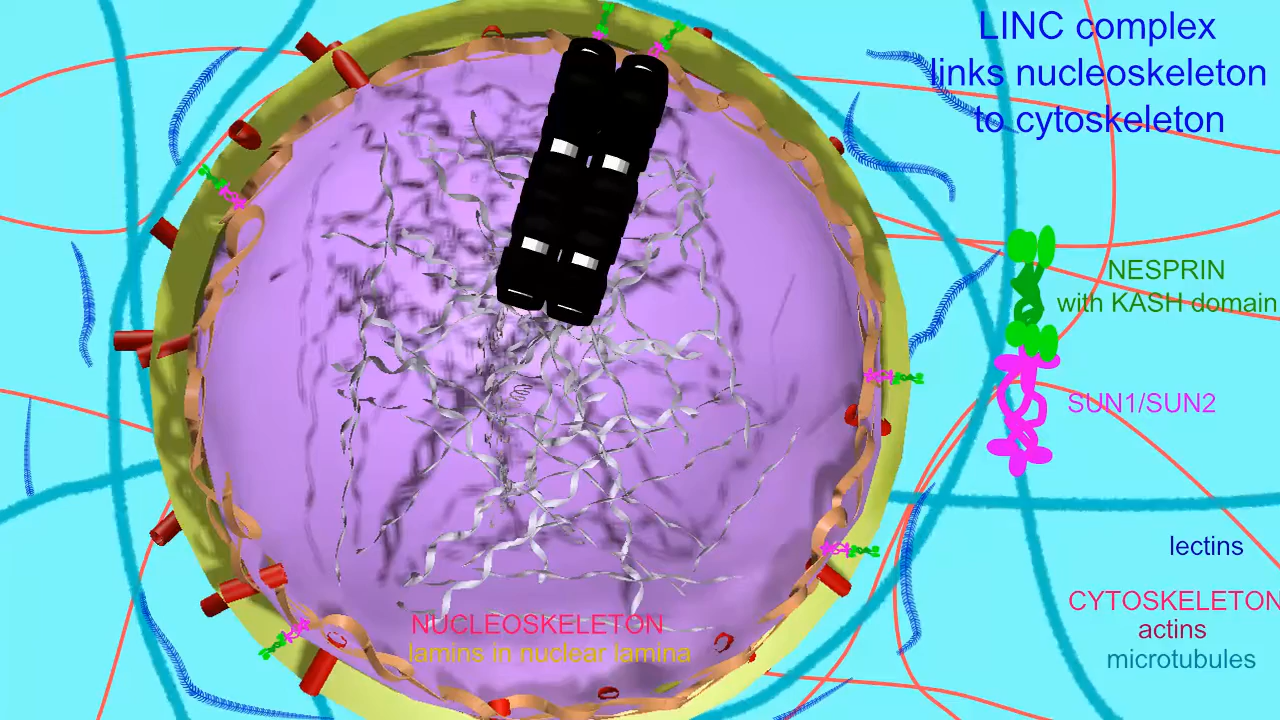 LINC complex
links nucleoskeleton
to cytoskeleton
NESPRIN
with KASH domain
SUN1/SUN2
lectins
CYTOSKELETON
actins
microtubules
NUCLEOSKELETON
lamins in nuclear lamina